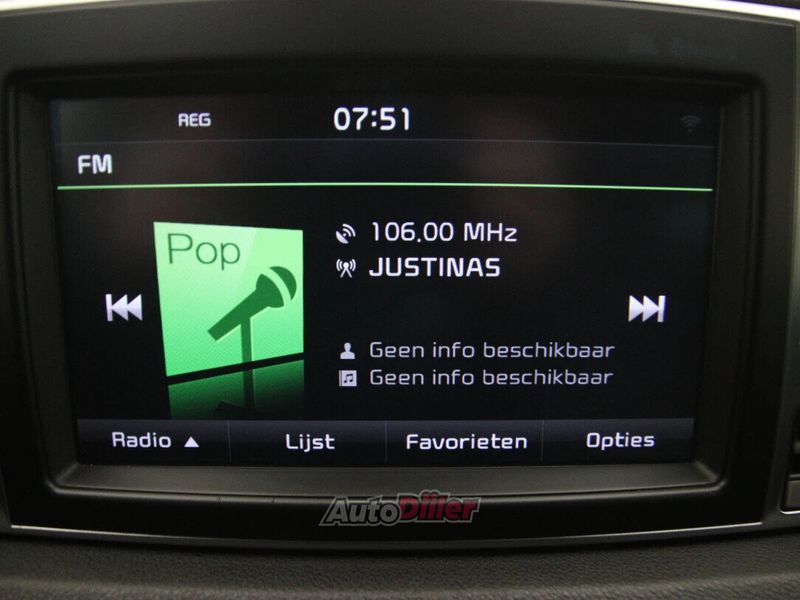 REG 07:51
FM
Pop
106.00 MHz
JUSTINAS
Geen info beschikbaar
Geen info beschikbaar
Radio ▲ Lijst Favorieten Opties
AutoDiler